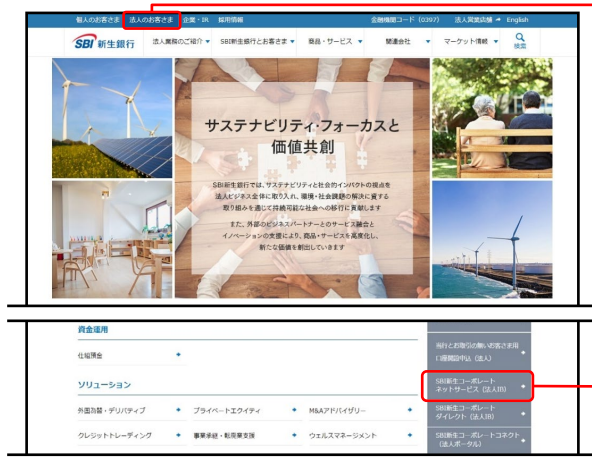 個人のお客さま 法人のお客さま 企業・IR 採用情報 金融機関コード（0397） 法人営業店舗 English
SBI 新生銀行 法人業務のご紹介 SBI新生銀行とお客さま 商品・サービス 関連会社 マーケット情報 検索
サステナビリティ・フォーカスと
価値共創
SBI新生銀行では、サステナビリティと社会的インパクトの視点を
法人ビジネス全体に取り入れ、環境・社会課題の解決に資する
取り組みを通じて持続可能な社会への移行に貢献します
また、外部のビジネスパートナーとのサービス融合と
イノベーションの支援により、商品・サービスを高度化し、
新たな価値を創出していきます
資金運用
仕組預金
当行とお取引の無いお客さま用
口座開設申込（法人）
ソリューション
SBI新生コーポレート
ネットサービス（法人IB）
外国為替・デリバティブ プライベートエクイティ M&Aアドバイザリー
SBI新生コーポレート
ダイレクト（法人IB）
クレジットトレーディング 事業承継・転廃業支援 ウェルスマネージメント
SBI新生コーポレートコネクト
（法人ポータル）